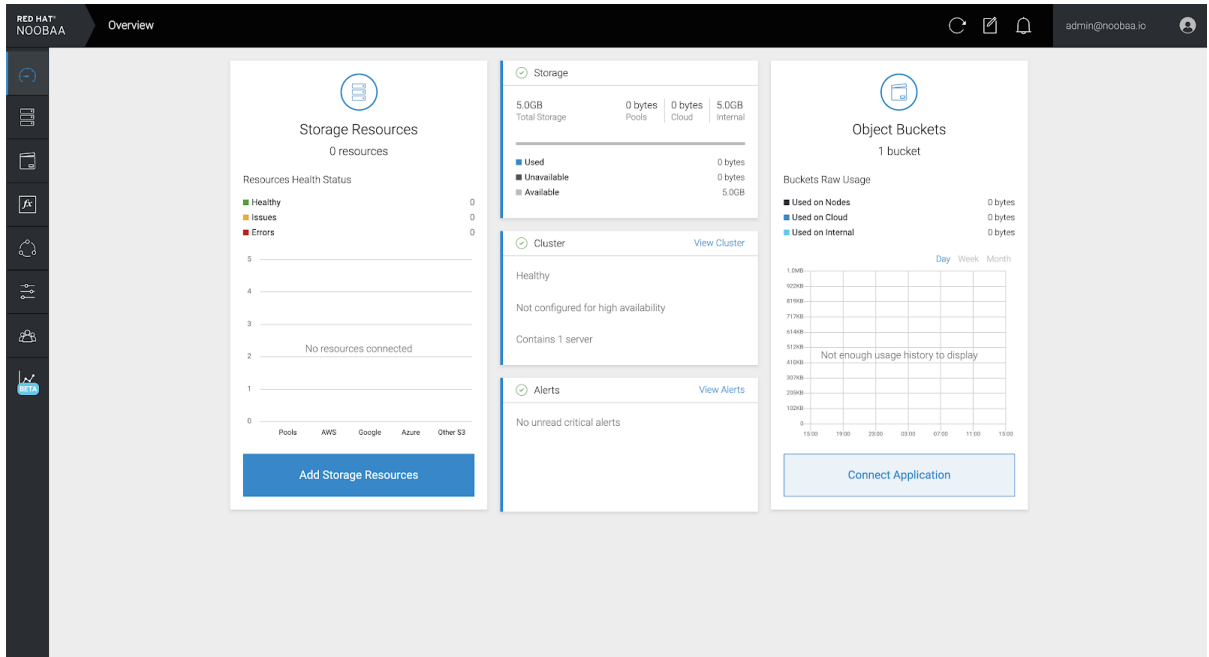 RED HAT®
NOOBAA
Overview
admin@noobaa.io
BETA
Storage Resources
0 resources
Resources Health Status
Healthy 0
Issues 0
Errors 0
5
4
3
2
1
0
No resources connected
Pools AWS Google Azure Other S3
Add Storage Resources
Storage
5.0GB 0 bytes 0 bytes 5.0GB
Total Storage Pools Cloud Internal
Used 0 bytes
Unavailable 0 bytes
Available 5.0GB
Cluster View Cluster
Healthy
Not configured for high availability
Contains 1 server
Alerts View Alerts
No unread critical alerts
Object Buckets
1 bucket
Buckets Raw Usage
Used on Nodes 0 bytes
Used on Cloud 0 bytes
Used on Internal 0 bytes
Day Week Month
1.0MB
922KB
819KB
717KB
614KB
512KB
410KB
307KB
205KB
102KB
0
Not enough usage history to display
15:00 19:00 23:00 03:00 07:00 11:00 15:00
Connect Application